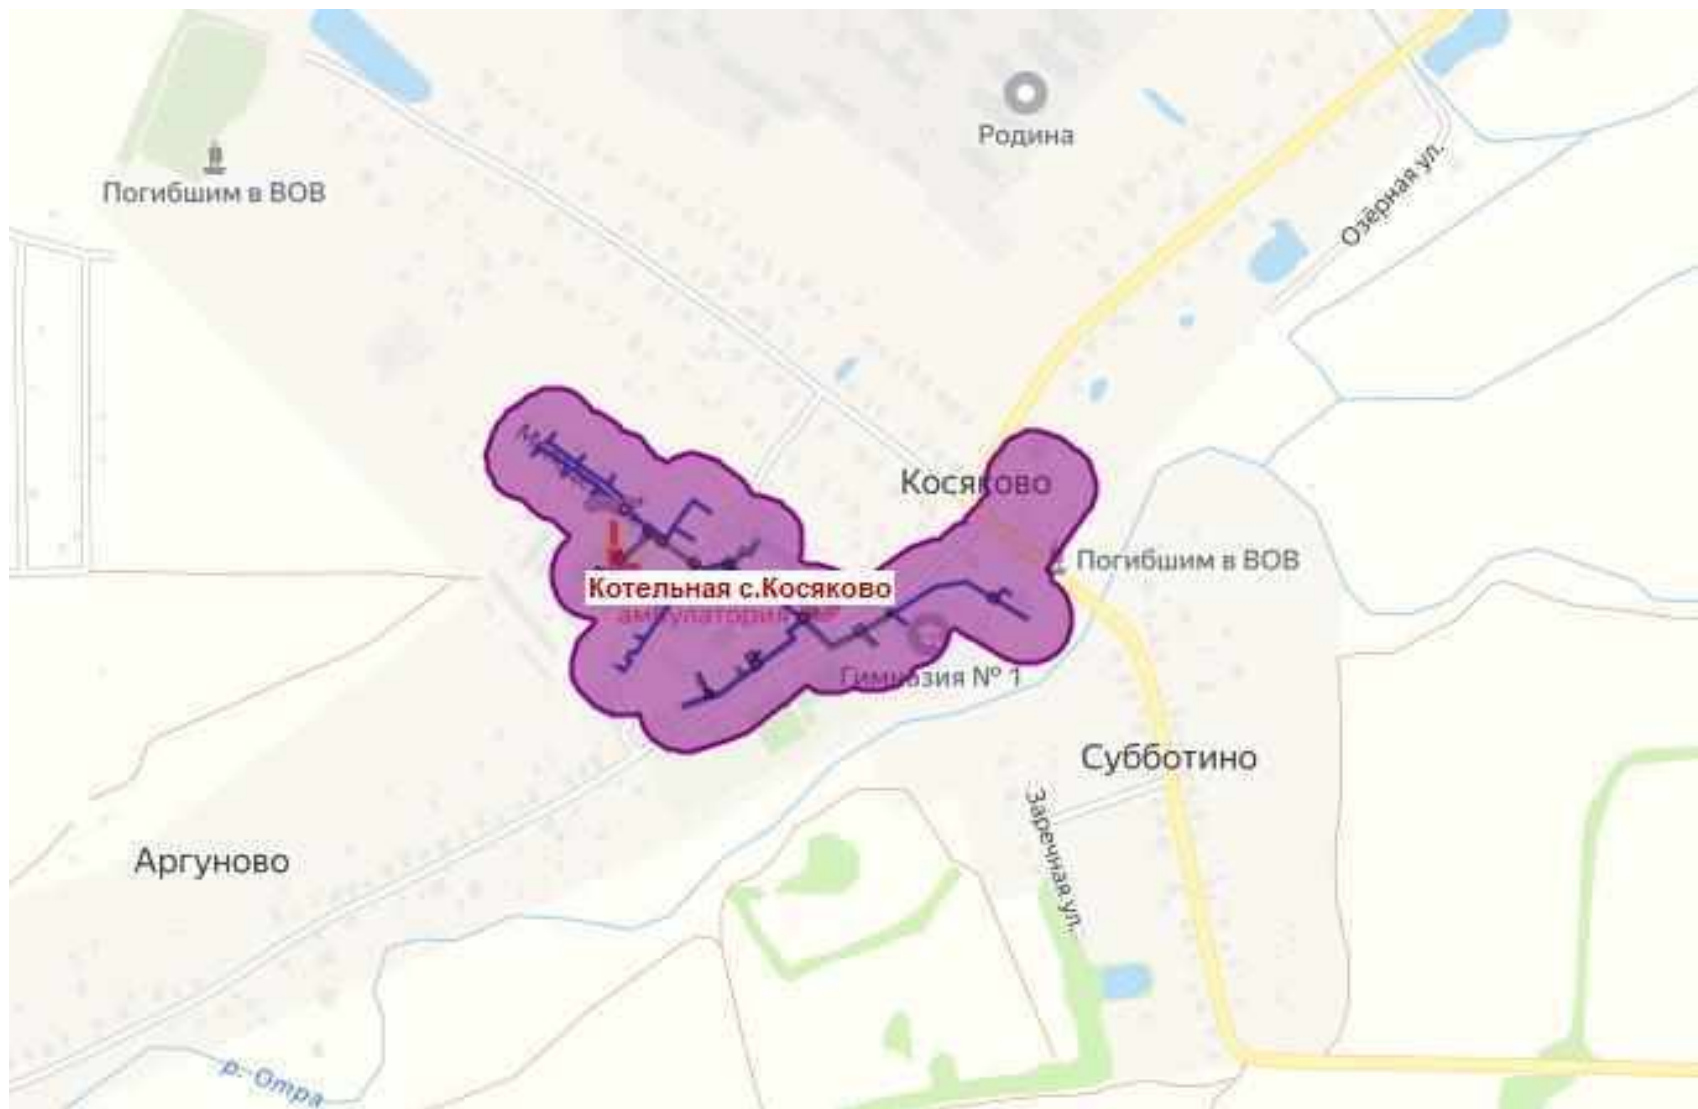 Родина
Погибшим в ВОВ
Озёрная ул.
Косяково
Погибшим в ВОВ
Котельная с.Косяково
амбулатория
Гимназия № 1
Субботино
Заречная ул.
Аргуново
р. Отра